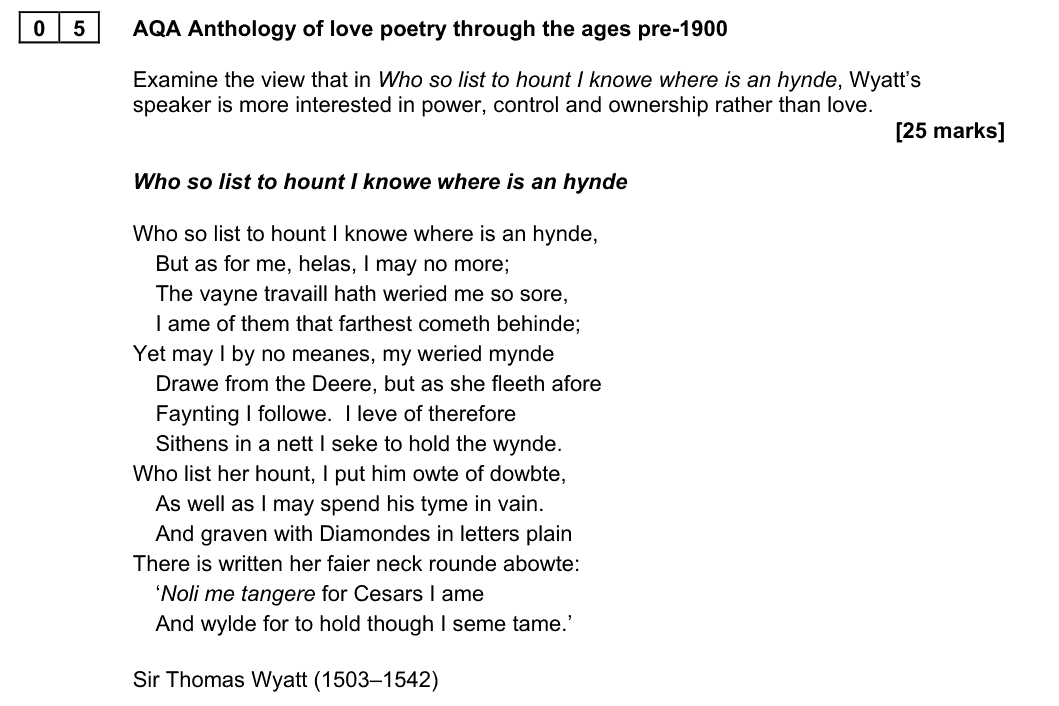 0 5 AQA Anthology of love poetry through the ages pre-1900
Examine the view that in Who so list to hount I knowe where is an hynde, Wyatt’s
speaker is more interested in power, control and ownership rather than love.
[25 marks]
Who so list to hount I knowe where is an hynde
Who so list to hount I knowe where is an hynde,
But as for me, helas, I may no more;
The vayne travaill hath weried me so sore,
I ame of them that farthest cometh behinde;
Yet may I by no meanes, my weried mynde
Drawe from the Deere, but as she fleeth afore
Faynting I followe.  I leve of therefore
Sithens in a nett I seke to hold the wynde.
Who list her hount, I put him owte of dowbte,
As well as I may spend his tyme in vain.
And graven with Diamondes in letters plain
There is written her faier neck rounde abowte:
‘Noli me tangere for Cesars I ame
And wylde for to hold though I seme tame.’
Sir Thomas Wyatt (1503–1542)